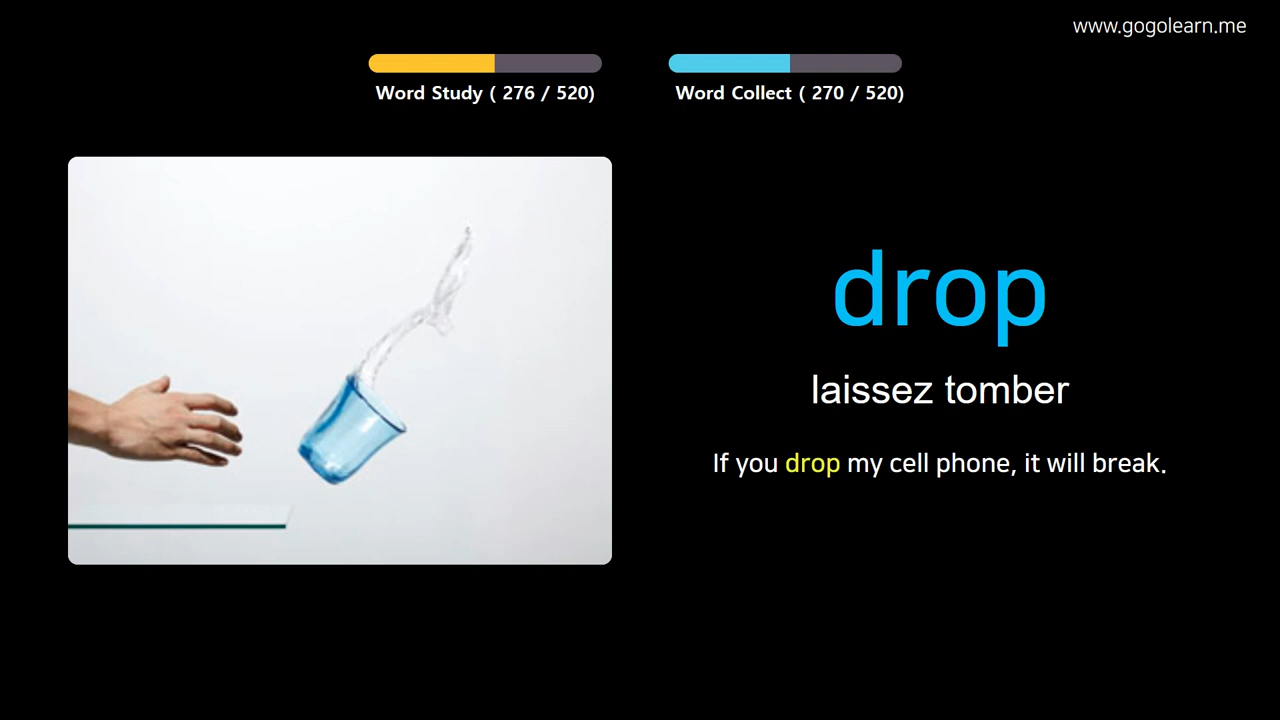 www.gogolearn.me
Word Study ( 276 / 520)
Word Collect ( 270 / 520)
drop
laissez tomber
If you drop my cell phone, it will break.